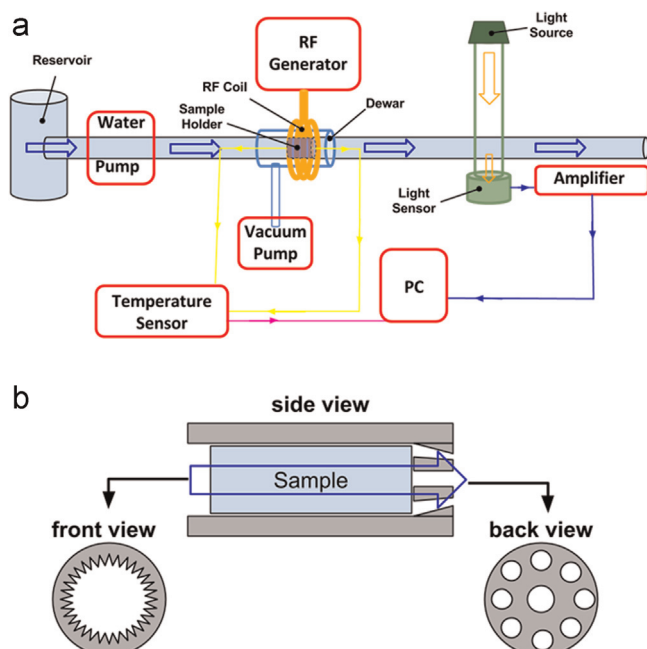 a
Reservoir
Water
Pump
RF
Generator
RF Coil
Sample
Holder
Dewar
Vacuum
Pump
Light
Source
Light
Sensor
Amplifier
PC
Temperature
Sensor
b
side view
Sample
front view
back view